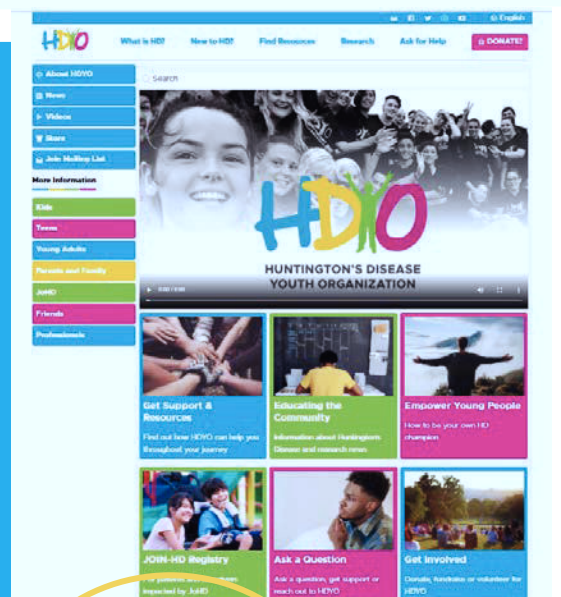 English
HDYO
What is HD?
New to HD?
Find Resources
Research
Ask for Help
DONATE!
About HDYO
News
Videos
Store
Join Mailing List
More Information
Kids
Teens
Young Adults
Parents and Family
JoHD
Friends
Professionals
Search
HDYO
HUNTINGTON'S DISEASE
YOUTH ORGANIZATION
Get Support &
Resources
Find out how HDYO can help you
throughout your journey
Educating the
Community
Information about Huntington's
Disease and research news
Empower Young People
How to be your own HD
champion
JOIN-HD Registry
For patients and
impacted by JoHD
Ask a Question
Ask a question, get support or
reach out to HDYO
Get Involved
Donate, fundraise or volunteer for
HDYO